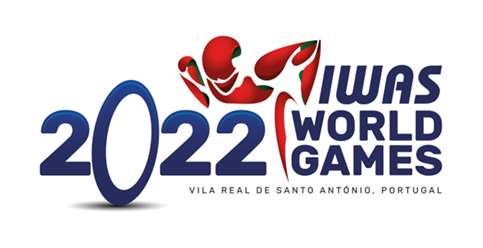 2022
IWAS
WORLD
GAMES
VILA REAL DE SANTO ANTÓNIO, PORTUGAL